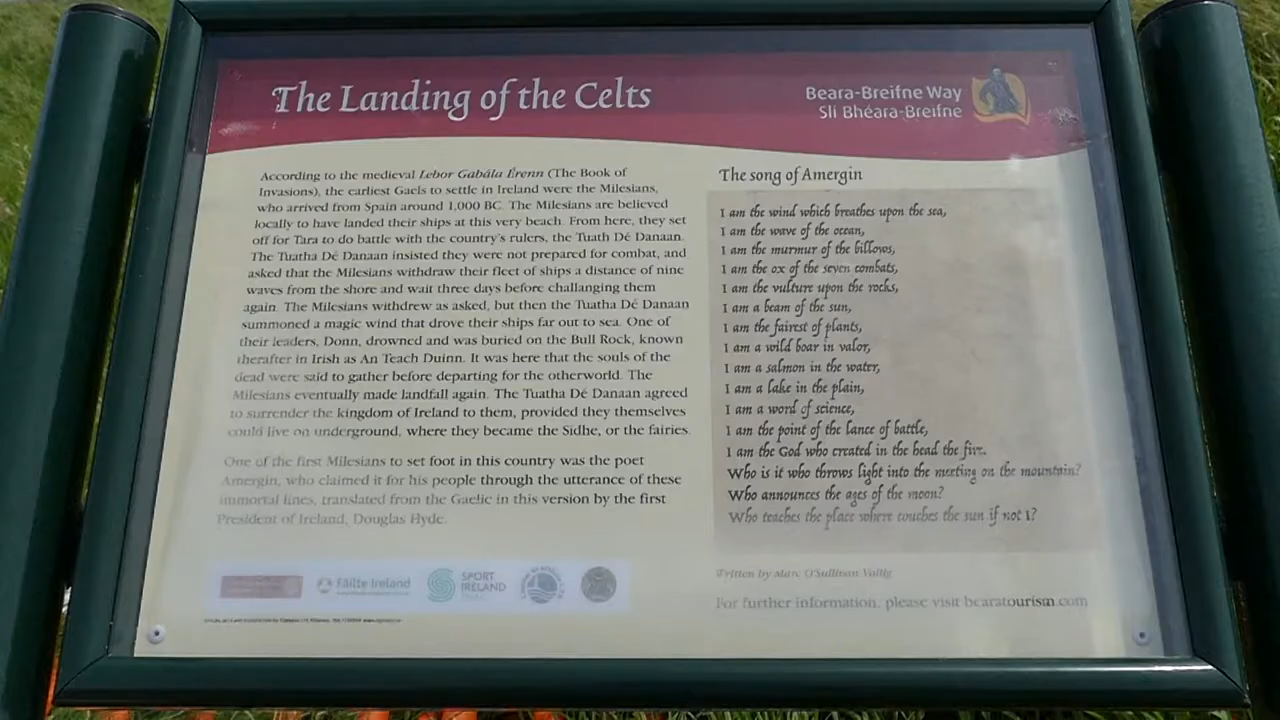 The Landing of the Celts
Beara-Breifne Way
Slí Bhéara-Breifne
According to the medieval Lebor Gabála Érenn (The Book of
Invasions), the earliest Gaels to settle in Ireland were the Milesians,
who arrived from Spain around 1,000 BC. The Milesians are believed
locally to have landed their ships at this very beach. From here, they set
off for Tara to do battle with the country's rulers, the Tuath Dé Danaan.
The Tuatha Dé Danaan insisted they were not prepared for combat, and
asked that the Milesians withdraw their fleet of ships a distance of nine
waves from the shore and wait three days before challanging them
again. The Milesians withdrew as asked, but then the Tuatha Dé Danaan
summoned a magic wind that drove their ships far out to sea. One of
their leaders, Donn, drowned and was buried on the Bull Rock, known
therafter in Irish as An Teach Duinn. It was here that the souls of the
dead were said to gather before departing for the otherworld. The
Milesians eventually made landfall again. The Tuatha Dé Danaan agreed
to surrender the kingdom of Ireland to them, provided they themselves
could live on underground, where they became the Sidhe, or the fairies.
One of the first Milesians to set foot in this country was the poet
Amergin, who claimed it for his people through the utterance of these
immortal lines, translated from the Gaelic in this version by the first
President of Ireland, Douglas Hyde.
The song of Amergin
I am the wind which breathes upon the sea,
I am the wave of the ocean,
I am the murmur of the billows,
I am the ox of the seven combats,
I am the vulture upon the rocks,
I am a beam of the sun,
I am the fairest of plants,
I am a wild boar in valor,
I am a salmon in the water,
I am a lake in the plain,
I am a word of science,
I am the point of the lance of battle,
I am the God who created in the head the fire.
Who is it who throws light into the meeting on the mountain?
Who announces the ages of the moon?
Who teaches the place where couches the sun if not I?
Fáilte Ireland
SPORT
IRELAND
Written by Marc O'Sullivan Vallig
For further information, please visit bearatourism.com